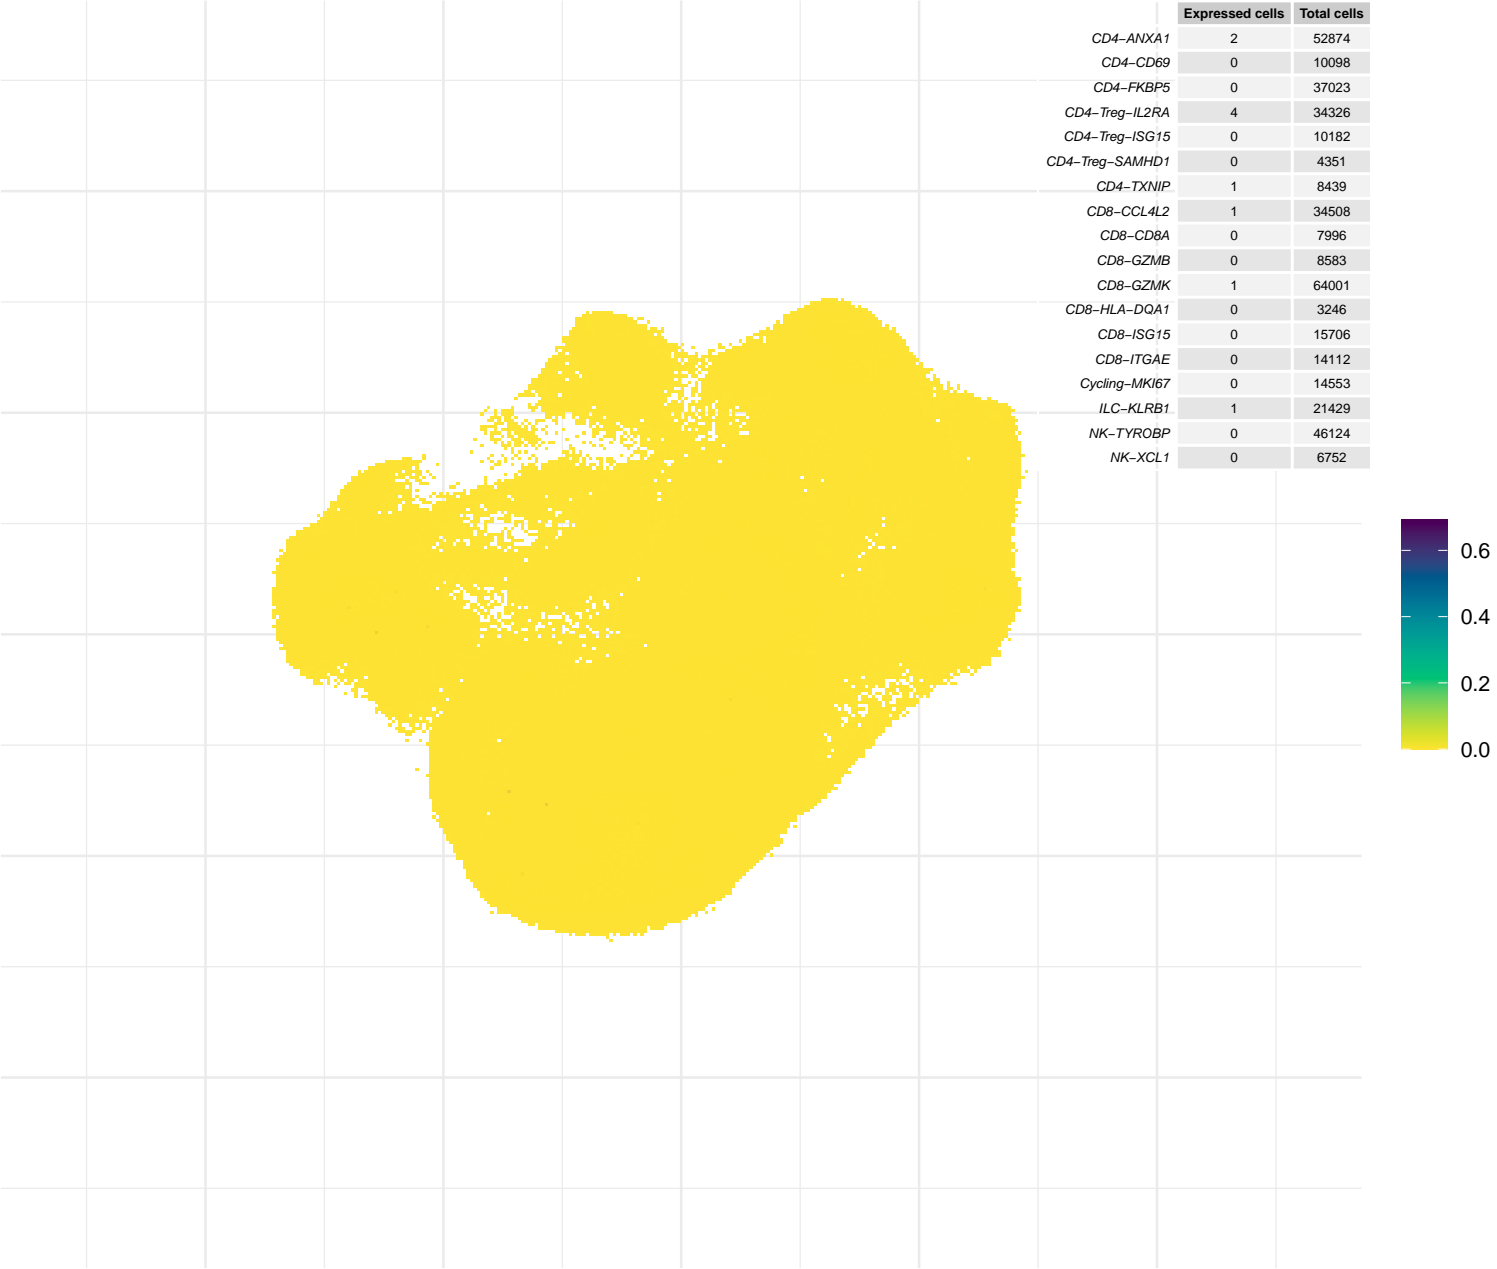 Expressed cells Total cells
CD4−ANXA1 2 52874
CD4−CD69 0 10098
CD4−FKBP5 0 37023
CD4−Treg−IL2RA 4 34326
CD4−Treg−ISG15 0 10182
CD4−Treg−SAMHD1 0 4351
CD4−TXNIP 1 8439
CD8−CCL4L2 1 34508
CD8−CD8A 0 7996
CD8−GZMB 0 8583
CD8−GZMK 1 64001
CD8−HLA−DQA1 0 3246
CD8−ISG15 0 15706
CD8−ITGAE 0 14112
Cycling−MKI67 0 14553
ILC−KLRB1 1 21429
NK−TYROBP 0 46124
NK−XCL1 0 6752
0.6
0.4
0.2
0.0